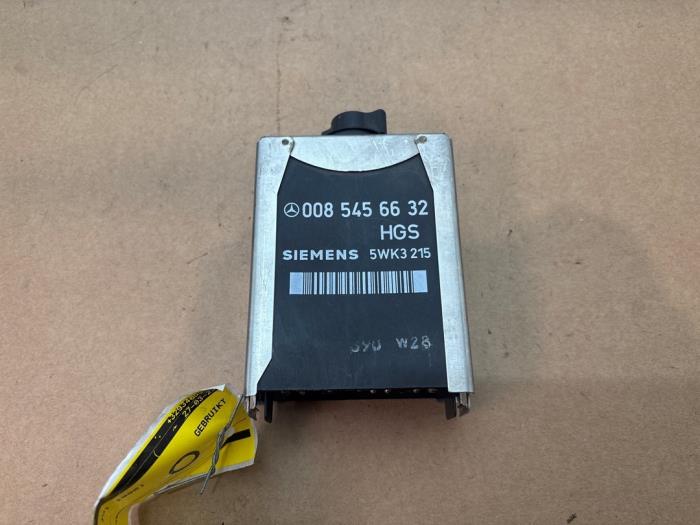 008 545 66 32
HGS
SIEMENS 5WK3 215
W28
GEBRUIKT